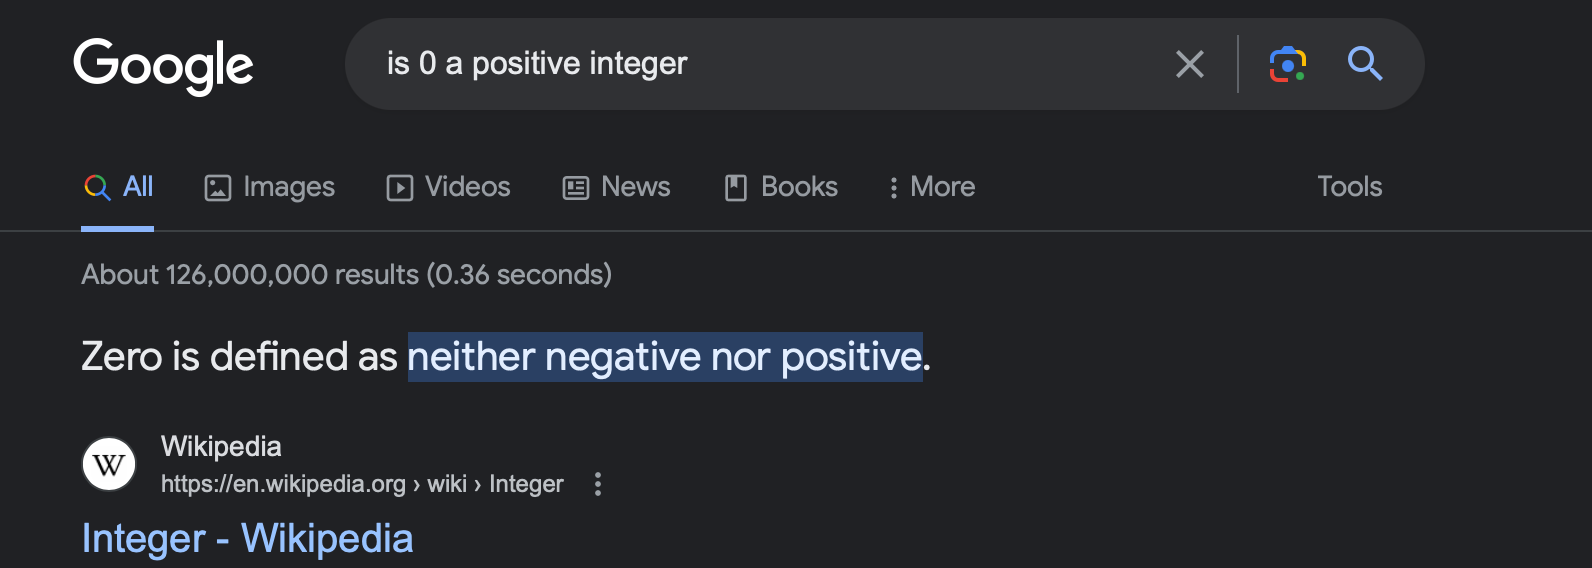 Google
is 0 a positive integer
All Images Videos News Books More Tools
About 126,000,000 results (0.36 seconds)
Zero is defined as neither negative nor positive.
W
Wikipedia
https://en.wikipedia.org › wiki › Integer
Integer - Wikipedia